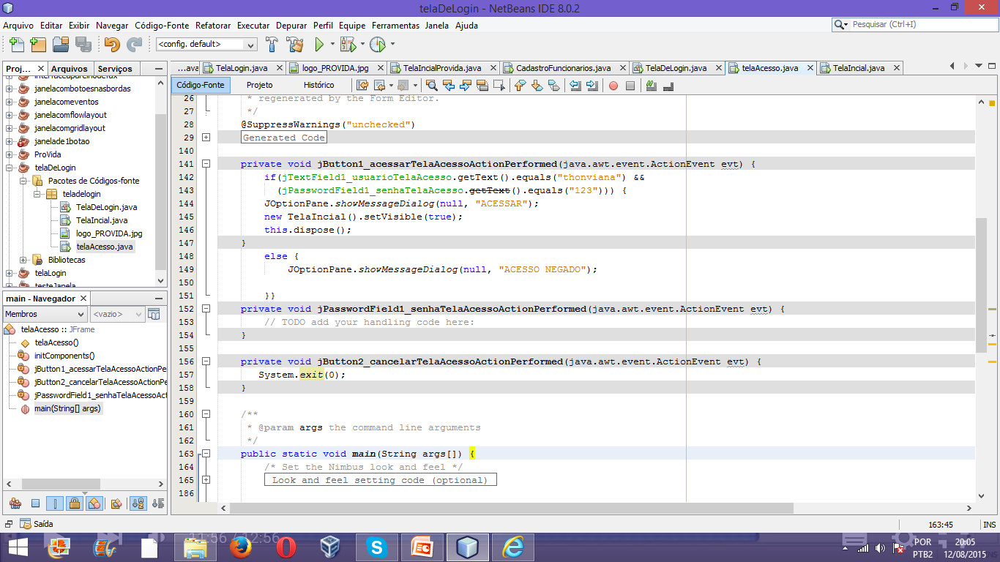 telaDeLogin - NetBeans IDE 8.0.2
Arquivo Editar Exibir Navegar Código-Fonte Refatorar Executar Depurar Perfil Equipe Ferramentas Janela Ajuda
Pesquisar (Ctrl+I)
<config. default>
Proj... Arquivos Serviços
...ava TelaLogin.java logo_PROVIDA.jpg TelaIncialProvida.java CadastroFuncionarios.java TelaDeLogin.java telaAcesso.java TelaIncial.java
Código-Fonte Projeto Histórico
interfaceaparcinodefax
janelacombotoesnasbordas
janelacomeventos
janelacomflowlayout
janelacomgridlayout
janelade1botao
ProVida
telaDeLogin
Pacotes de Códigos-fonte
teladelogin
TelaDeLogin.java
TelaIncial.java
logo_PROVIDA.jpg
telaAcesso.java
Bibliotecas
telaLogin
testeJanela
main - Navegador
Membros <vazio>
telaAcesso :: JFrame
telaAcesso()
initComponents()
jButton1_acessarTelaAcessoActionPe
jButton2_cancelarTelaAcessoActionPe
jPasswordField1_senhaTelaAcessoAct
main(String[] args)
26 * regenerated by the Form Editor.
27 */
28 @SuppressWarnings("unchecked")
29 Generated Code
140
141 private void jButton1_acessarTelaAcessoActionPerformed(java.awt.event.ActionEvent evt) {
142 if(jTextField1_usuarioTelaAcesso.getText().equals("thonviana") &&
143 (jPasswordField1_senhaTelaAcesso.getText().equals("123"))) {
144 JOptionPane.showMessageDialog(null, "ACESSAR");
145 new TelaIncial().setVisible(true);
146 this.dispose();
147 }
148 else {
149 JOptionPane.showMessageDialog(null, "ACESSO NEGADO");
150
151 }}
152 private void jPasswordField1_senhaTelaAcessoActionPerformed(java.awt.event.ActionEvent evt) {
153 // TODO add your handling code here:
154 }
155
156 private void jButton2_cancelarTelaAcessoActionPerformed(java.awt.event.ActionEvent evt) {
157 System.exit(0);
158 }
159
160 /**
161 * @param args the command line arguments
162 */
163 public static void main(String args[]) {
164 /* Set the Nimbus look and feel */
165 Look and feel setting code (optional)
186
Saída
163:45 INS
11:56 / 12:56
POR
PTB2
20:05
12/08/2015